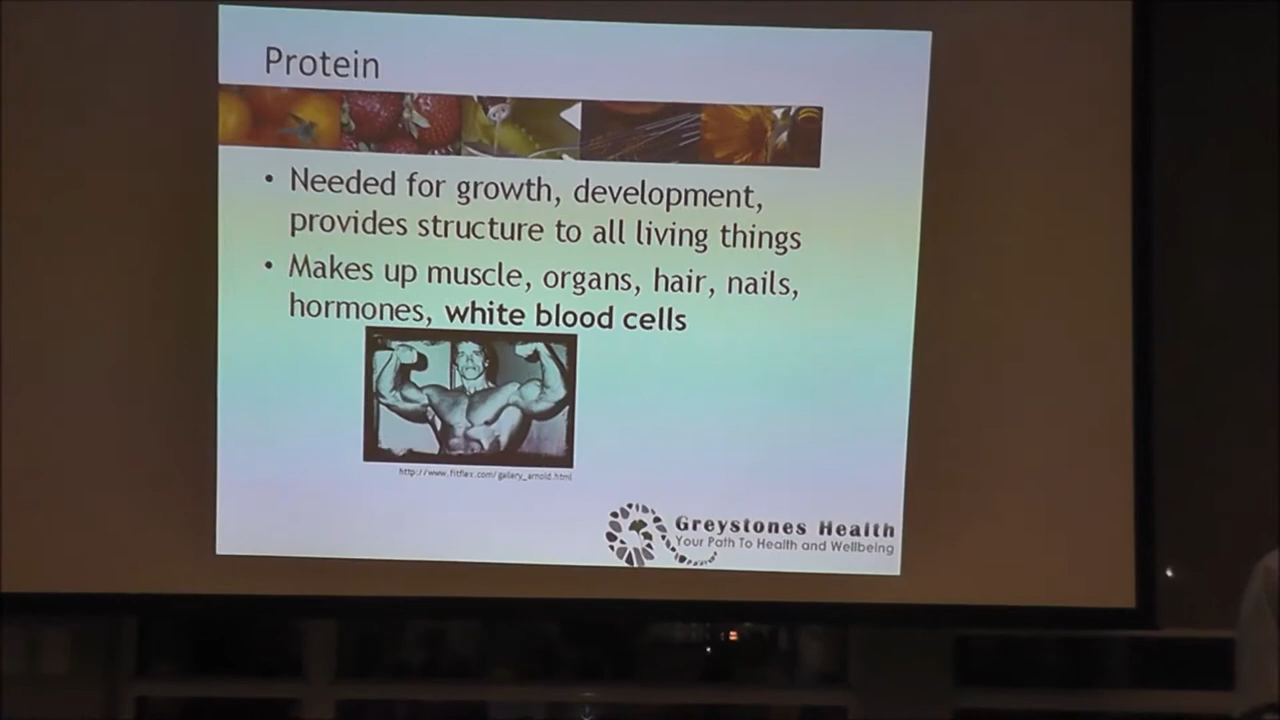 Protein
• Needed for growth, development,
provides structure to all living things
• Makes up muscle, organs, hair, nails,
hormones, white blood cells
http://www.fitflex.com/gallery_arnold.html
Greystones Health
Your Path To Health and Wellbeing